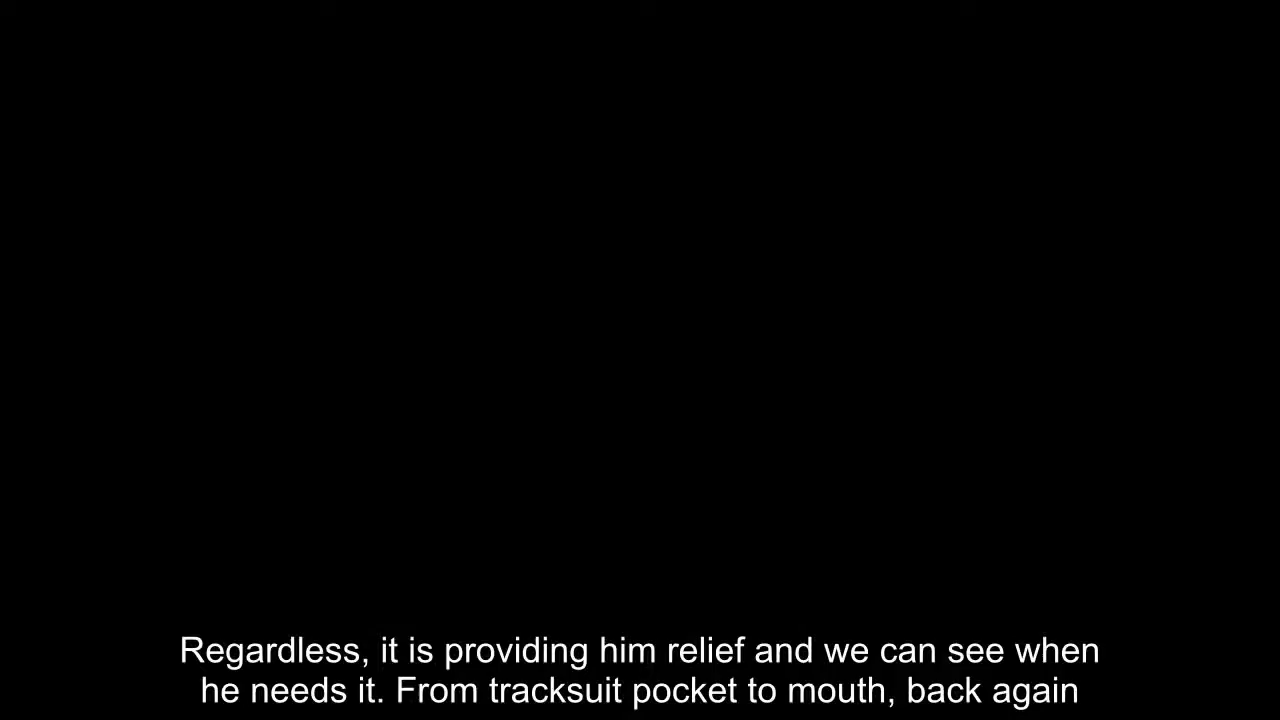 Regardless, it is providing him relief and we can see when
he needs it. From tracksuit pocket to mouth, back again